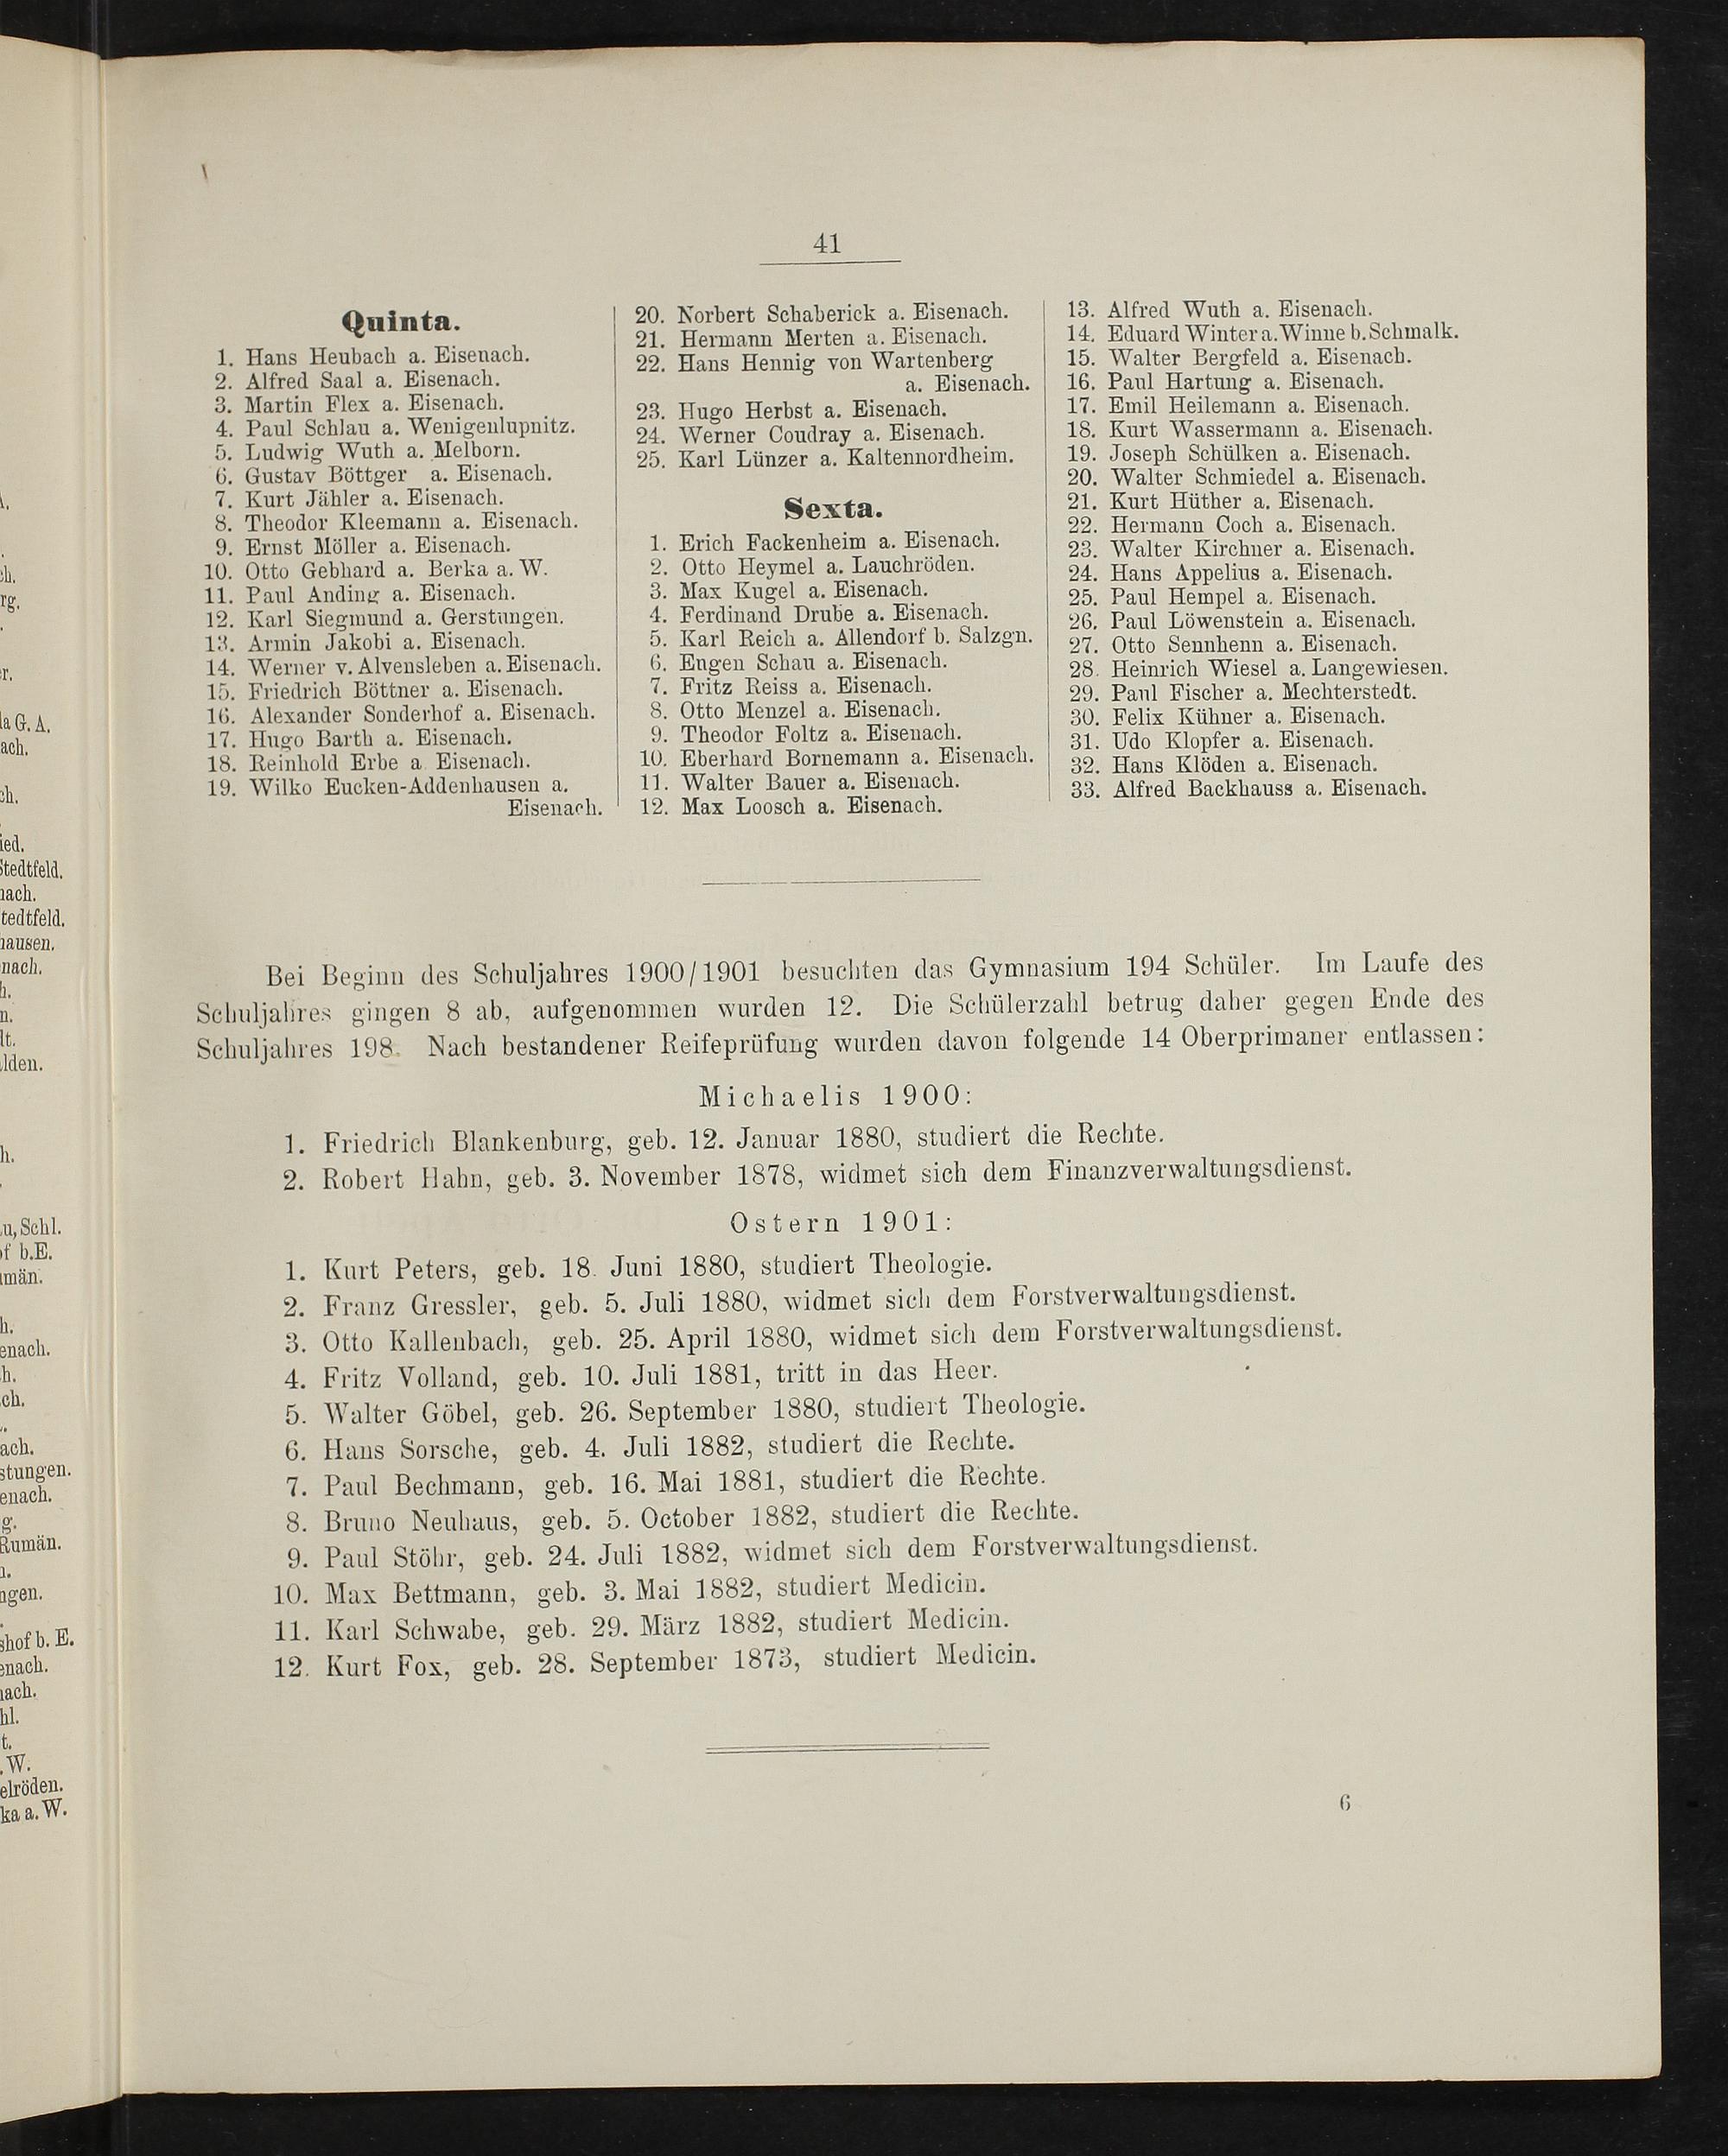 41
Quinta.
1. Hans Heubach a. Eisenach.
2. Alfred Saal a. Eisenach.
3. Martin Flex a. Eisenach.
4. Paul Schlau a. Wenigenlupnitz.
5. Ludwig Wuth a. Melborn.
6. Gustav Böttger a. Eisenach.
7. Kurt Jähler a. Eisenach.
8. Theodor Kleemann a. Eisenach.
9. Ernst Möller a. Eisenach.
10. Otto Gebhard a. Berka a. W.
11. Paul Anding a. Eisenach.
12. Karl Siegmund a. Gerstungen.
13. Armin Jakobi a. Eisenach.
14. Werner v. Alvensleben a. Eisenach.
15. Friedrich Böttner a. Eisenach.
16. Alexander Sonderhof a. Eisenach.
17. Hugo Barth a. Eisenach.
18. Reinhold Erbe a Eisenach.
19. Wilko Eucken-Addenhausen a.
Eisenach.
20. Norbert Schaberick a. Eisenach.
21. Hermann Merten a. Eisenach.
22. Hans Hennig von Wartenberg
a. Eisenach.
23. Hugo Herbst a. Eisenach.
24. Werner Coudray a. Eisenach.
25. Karl Lünzer a. Kaltennordheim.
Sexta.
1. Erich Fackenheim a. Eisenach.
2. Otto Heymel a. Lauchröden.
3. Max Kugel a. Eisenach.
4. Ferdinand Drube a. Eisenach.
5. Karl Reich a. Allendorf b. Salzgn.
6. Eugen Schau a. Eisenach.
7. Fritz Reiss a. Eisenach.
8. Otto Menzel a. Eisenach.
9. Theodor Foltz a. Eisenach.
10. Eberhard Bornemann a. Eisenach.
11. Walter Bauer a. Eisenach.
12. Max Loosch a. Eisenach.
13. Alfred Wuth a. Eisenach.
14. Eduard Winter a. Winne b. Schmalk.
15. Walter Bergfeld a. Eisenach.
16. Paul Hartung a. Eisenach.
17. Emil Heilemann a. Eisenach.
18. Kurt Wassermann a. Eisenach.
19. Joseph Schülken a. Eisenach.
20. Walter Schmiedel a. Eisenach.
21. Kurt Hüther a. Eisenach.
22. Hermann Coch a. Eisenach.
23. Walter Kirchner a. Eisenach.
24. Hans Appelius a. Eisenach.
25. Paul Hempel a. Eisenach.
26. Paul Löwenstein a. Eisenach.
27. Otto Sennhenn a. Eisenach.
28. Heinrich Wiesel a. Langewiesen.
29. Paul Fischer a. Mechterstedt.
30. Felix Kühner a. Eisenach.
31. Udo Klopfer a. Eisenach.
32. Hans Klöden a. Eisenach.
33. Alfred Backhauss a. Eisenach.
Bei Beginn des Schuljahres 1900/1901 besuchten das Gymnasium 194 Schüler. Im Laufe des
Schuljahres gingen 8 ab, aufgenommen wurden 12. Die Schülerzahl betrug daher gegen Ende des
Schuljahres 198. Nach bestandener Reifeprüfung wurden davon folgende 14 Oberprimaner entlassen:
Michaelis 1900:
1. Friedrich Blankenburg, geb. 12. Januar 1880, studiert die Rechte.
2. Robert Hahn, geb. 3. November 1878, widmet sich dem Finanzverwaltungsdienst.
Ostern 1901:
1. Kurt Peters, geb. 18. Juni 1880, studiert Theologie.
2. Franz Gressler, geb. 5. Juli 1880, widmet sich dem Forstverwaltungsdienst.
3. Otto Kallenbach, geb. 25. April 1880, widmet sich dem Forstverwaltungsdienst.
4. Fritz Volland, geb. 10. Juli 1881, tritt in das Heer.
5. Walter Göbel, geb. 26. September 1880, studiert Theologie.
6. Hans Sorsche, geb. 4. Juli 1882, studiert die Rechte.
7. Paul Bechmann, geb. 16. Mai 1881, studiert die Rechte.
8. Bruno Neuhaus, geb. 5. October 1882, studiert die Rechte.
9. Paul Stöhr, geb. 24. Juli 1882, widmet sich dem Forstverwaltungsdienst.
10. Max Bettmann, geb. 3. Mai 1882, studiert Medicin.
11. Karl Schwabe, geb. 29. März 1882, studiert Medicin.
12. Kurt Fox, geb. 28. September 1873, studiert Medicin.
6